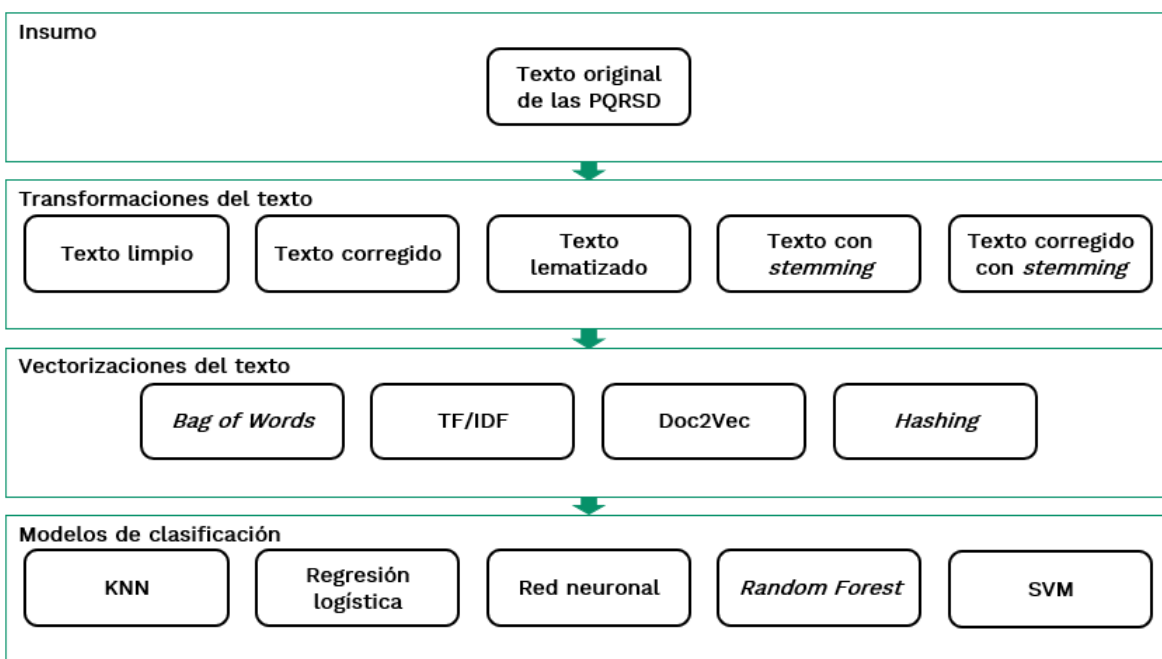 Insumo
Texto original
de las PQRSD
Transformaciones del texto
Texto limpio
Texto corregido
Texto
lematizado
Texto con
stemming
Texto corregido
con stemming
Vectorizaciones del texto
Bag of Words
TF/IDF
Doc2Vec
Hashing
Modelos de clasificación
KNN
Regresión
logística
Red neuronal
Random Forest
SVM